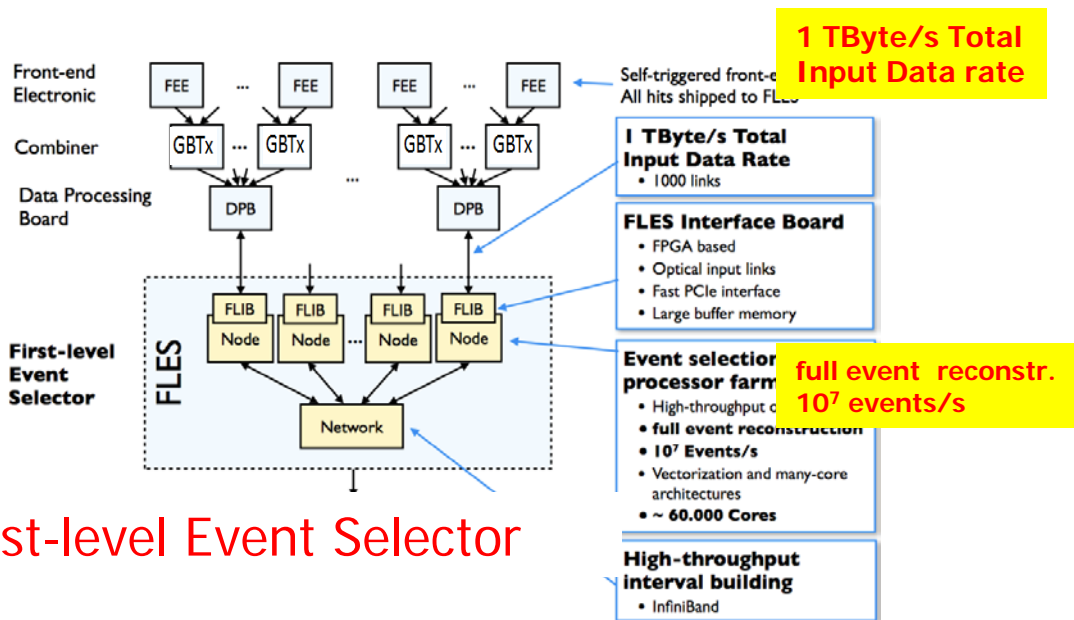 1 TByte/s Total
Input Data rate
Front-end
Electronic
FEE ... FEE FEE ... FEE
Self-triggered
All hits shipped to
Combiner
GBTx ... GBTx ... GBTx ... GBTx
...
Data Processing
Board
DPB DPB
1 TByte/s Total
Input Data Rate
• 1000 links
FLES Interface Board
• FPGA based
• Optical input links
• Fast PCIe interface
• Large buffer memory
First-level
Event
Selector
FLES
FLIB FLIB FLIB FLIB
Node Node ... Node Node
Network
Event selection
processor farm
• High-throughput
• full event reconstruction
• 10⁷ Events/s
• Vectorization and many-core
architectures
• ~ 60.000 Cores
full event reconstr.
10⁷ events/s
st-level Event Selector
High-throughput
interval building
• InfiniBand